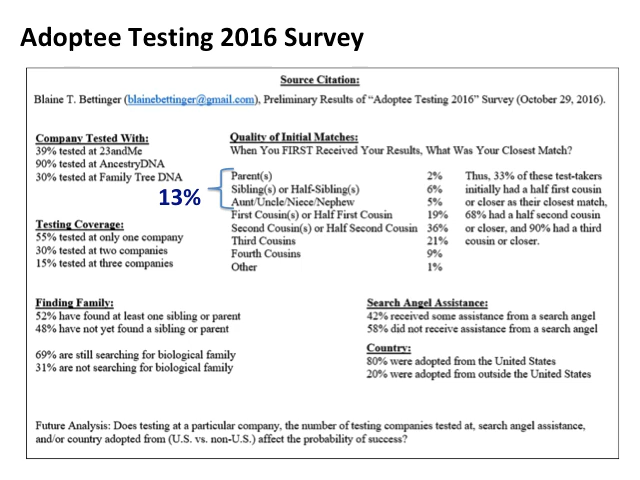 Adoptee Testing 2016 Survey
Source Citation:
Blaine T. Bettinger (blainebettinger@gmail.com), Preliminary Results of "Adoptee Testing 2016" Survey (October 29, 2016).
Company Tested With:
39% tested at 23andMe
90% tested at AncestryDNA
30% tested at Family Tree DNA
13%
Testing Coverage:
55% tested at only one company
30% tested at two companies
15% tested at three companies
Quality of Initial Matches:
When You FIRST Received Your Results, What Was Your Closest Match?
Parent(s) 2%
Sibling(s) or Half-Sibling(s) 6%
Aunt/Uncle/Niece/Nephew 5%
First Cousin(s) or Half First Cousin 19%
Second Cousin(s) or Half Second Cousin 36%
Third Cousins 21%
Fourth Cousins 9%
Other 1%
Thus, 33% of these test-takers
initially had a half first cousin
or closer as their closest match,
68% had a half second cousin
or closer, and 90% had a third
cousin or closer.
Finding Family:
52% have found at least one sibling or parent
48% have not yet found a sibling or parent
69% are still searching for biological family
31% are not searching for biological family
Search Angel Assistance:
42% received some assistance from a search angel
58% did not receive assistance from a search angel
Country:
80% were adopted from the United States
20% were adopted from outside the United States
Future Analysis: Does testing at a particular company, the number of testing companies tested at, search angel assistance,
and/or country adopted from (U.S. vs. non-U.S.) affect the probability of success?